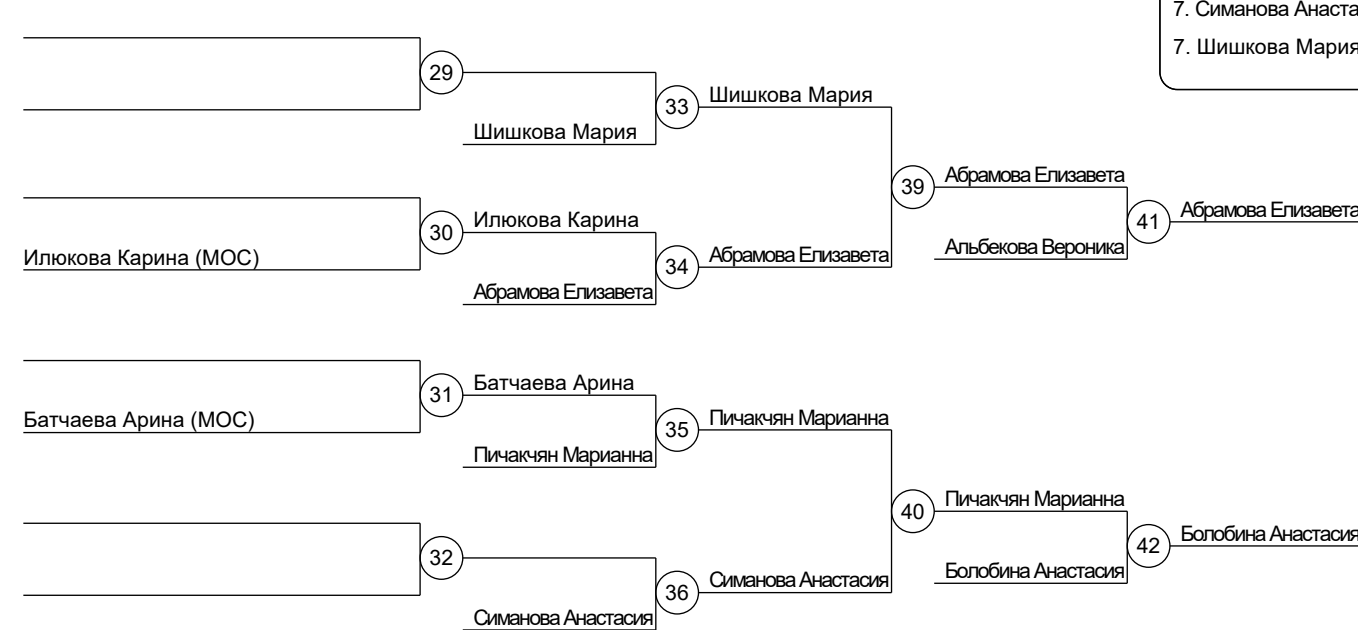 7. Симанова Анаста
7. Шишкова Мария
29
33
Шишкова Мария
Шишкова Мария
39
Абрамова Елизавета
30
Илюкова Карина
41
Абрамова Елизавета
Илюкова Карина (МОС)
34
Абрамова Елизавета
Альбекова Вероника
Абрамова Елизавета
31
Батчаева Арина
Батчаева Арина (МОС)
35
Пичакчян Марианна
Пичакчян Марианна
40
Пичакчян Марианна
32
42
Болобина Анастасия
36
Симанова Анастасия
Болобина Анастасия
Симанова Анастасия